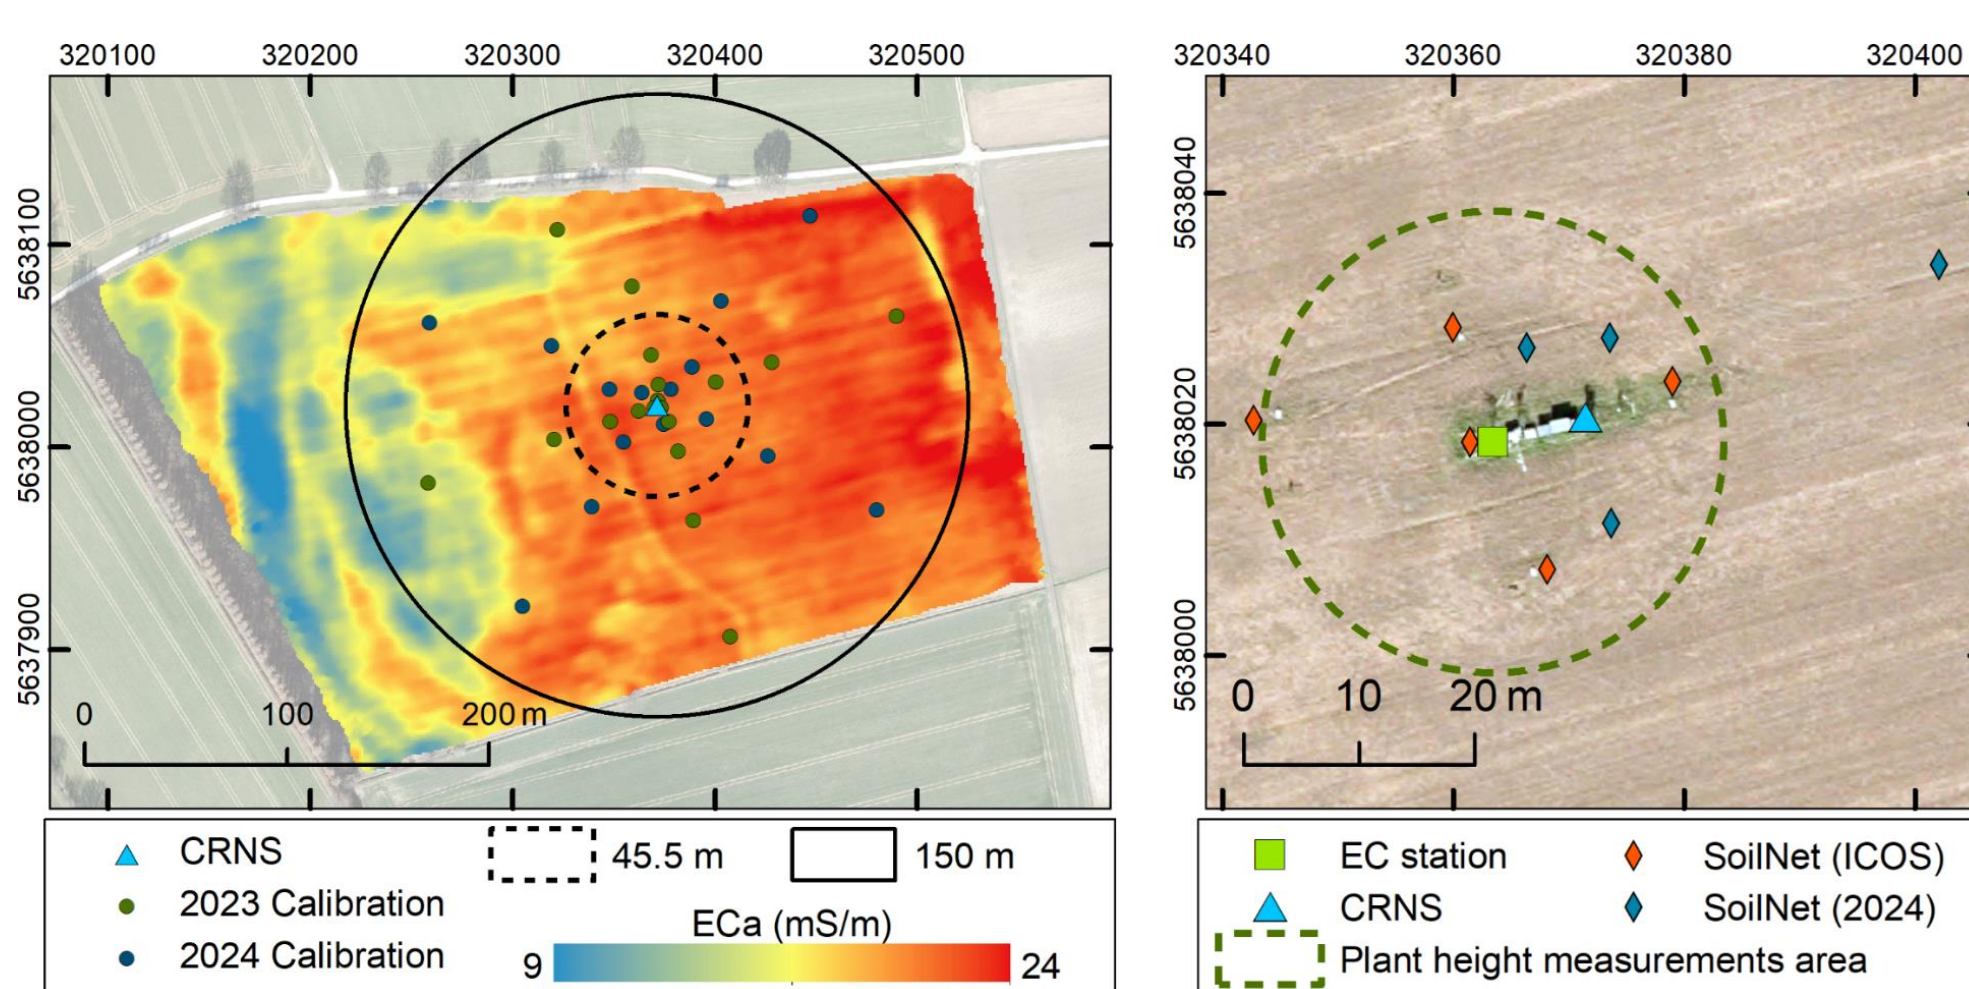 320100 320200 320300 320400 320500
5638100
5638000
5637900
0 100 200 m
CRNS
2023 Calibration
2024 Calibration
45.5 m
150 m
ECa (mS/m)
9 24
320340 320360 320380 320400
5638040
5638020
5638000
0 10 20 m
EC station
CRNS
Plant height measurements area
SoilNet (ICOS)
SoilNet (2024)